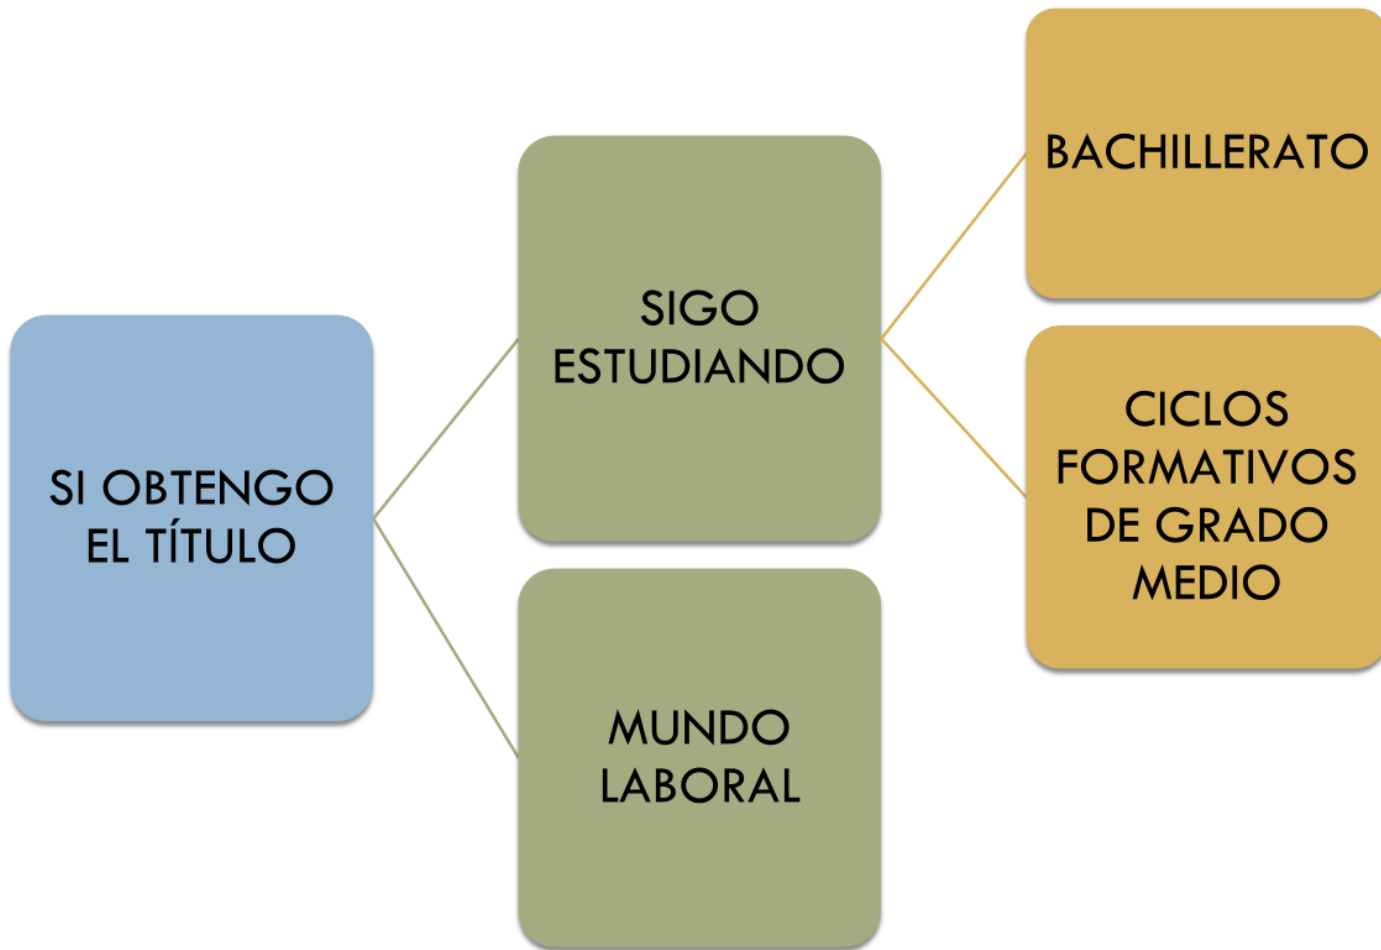 SI OBTENGO
EL TÍTULO
SIGO
ESTUDIANDO
MUNDO
LABORAL
BACHILLERATO
CICLOS
FORMATIVOS
DE GRADO
MEDIO